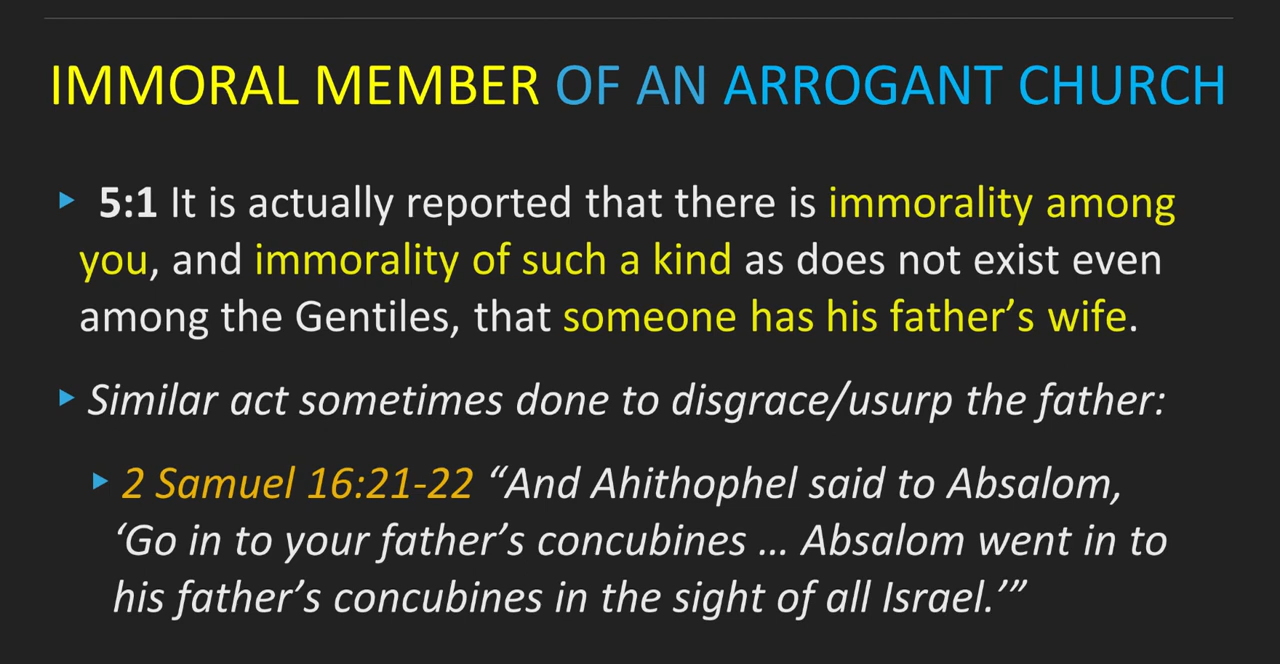 IMMORAL MEMBER OF AN ARROGANT CHURCH
5:1 It is actually reported that there is immorality among
you, and immorality of such a kind as does not exist even
among the Gentiles, that someone has his father’s wife.
Similar act sometimes done to disgrace/usurp the father:
2 Samuel 16:21-22 “And Ahithophel said to Absalom,
‘Go in to your father’s concubines … Absalom went in to
his father’s concubines in the sight of all Israel.’”